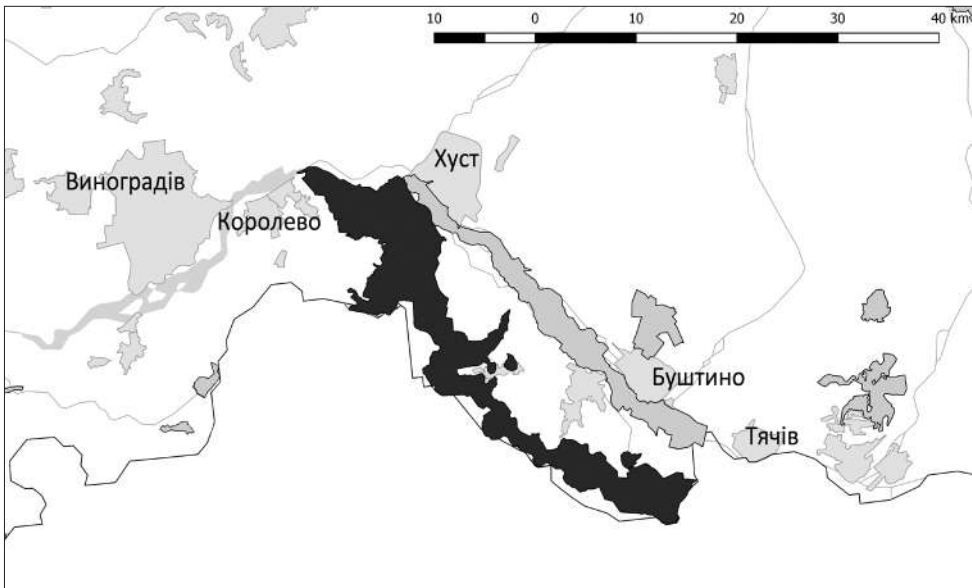 10 0 10 20 30 40 km
Хуст
Виноградів
Королево
Буштино
Тячів